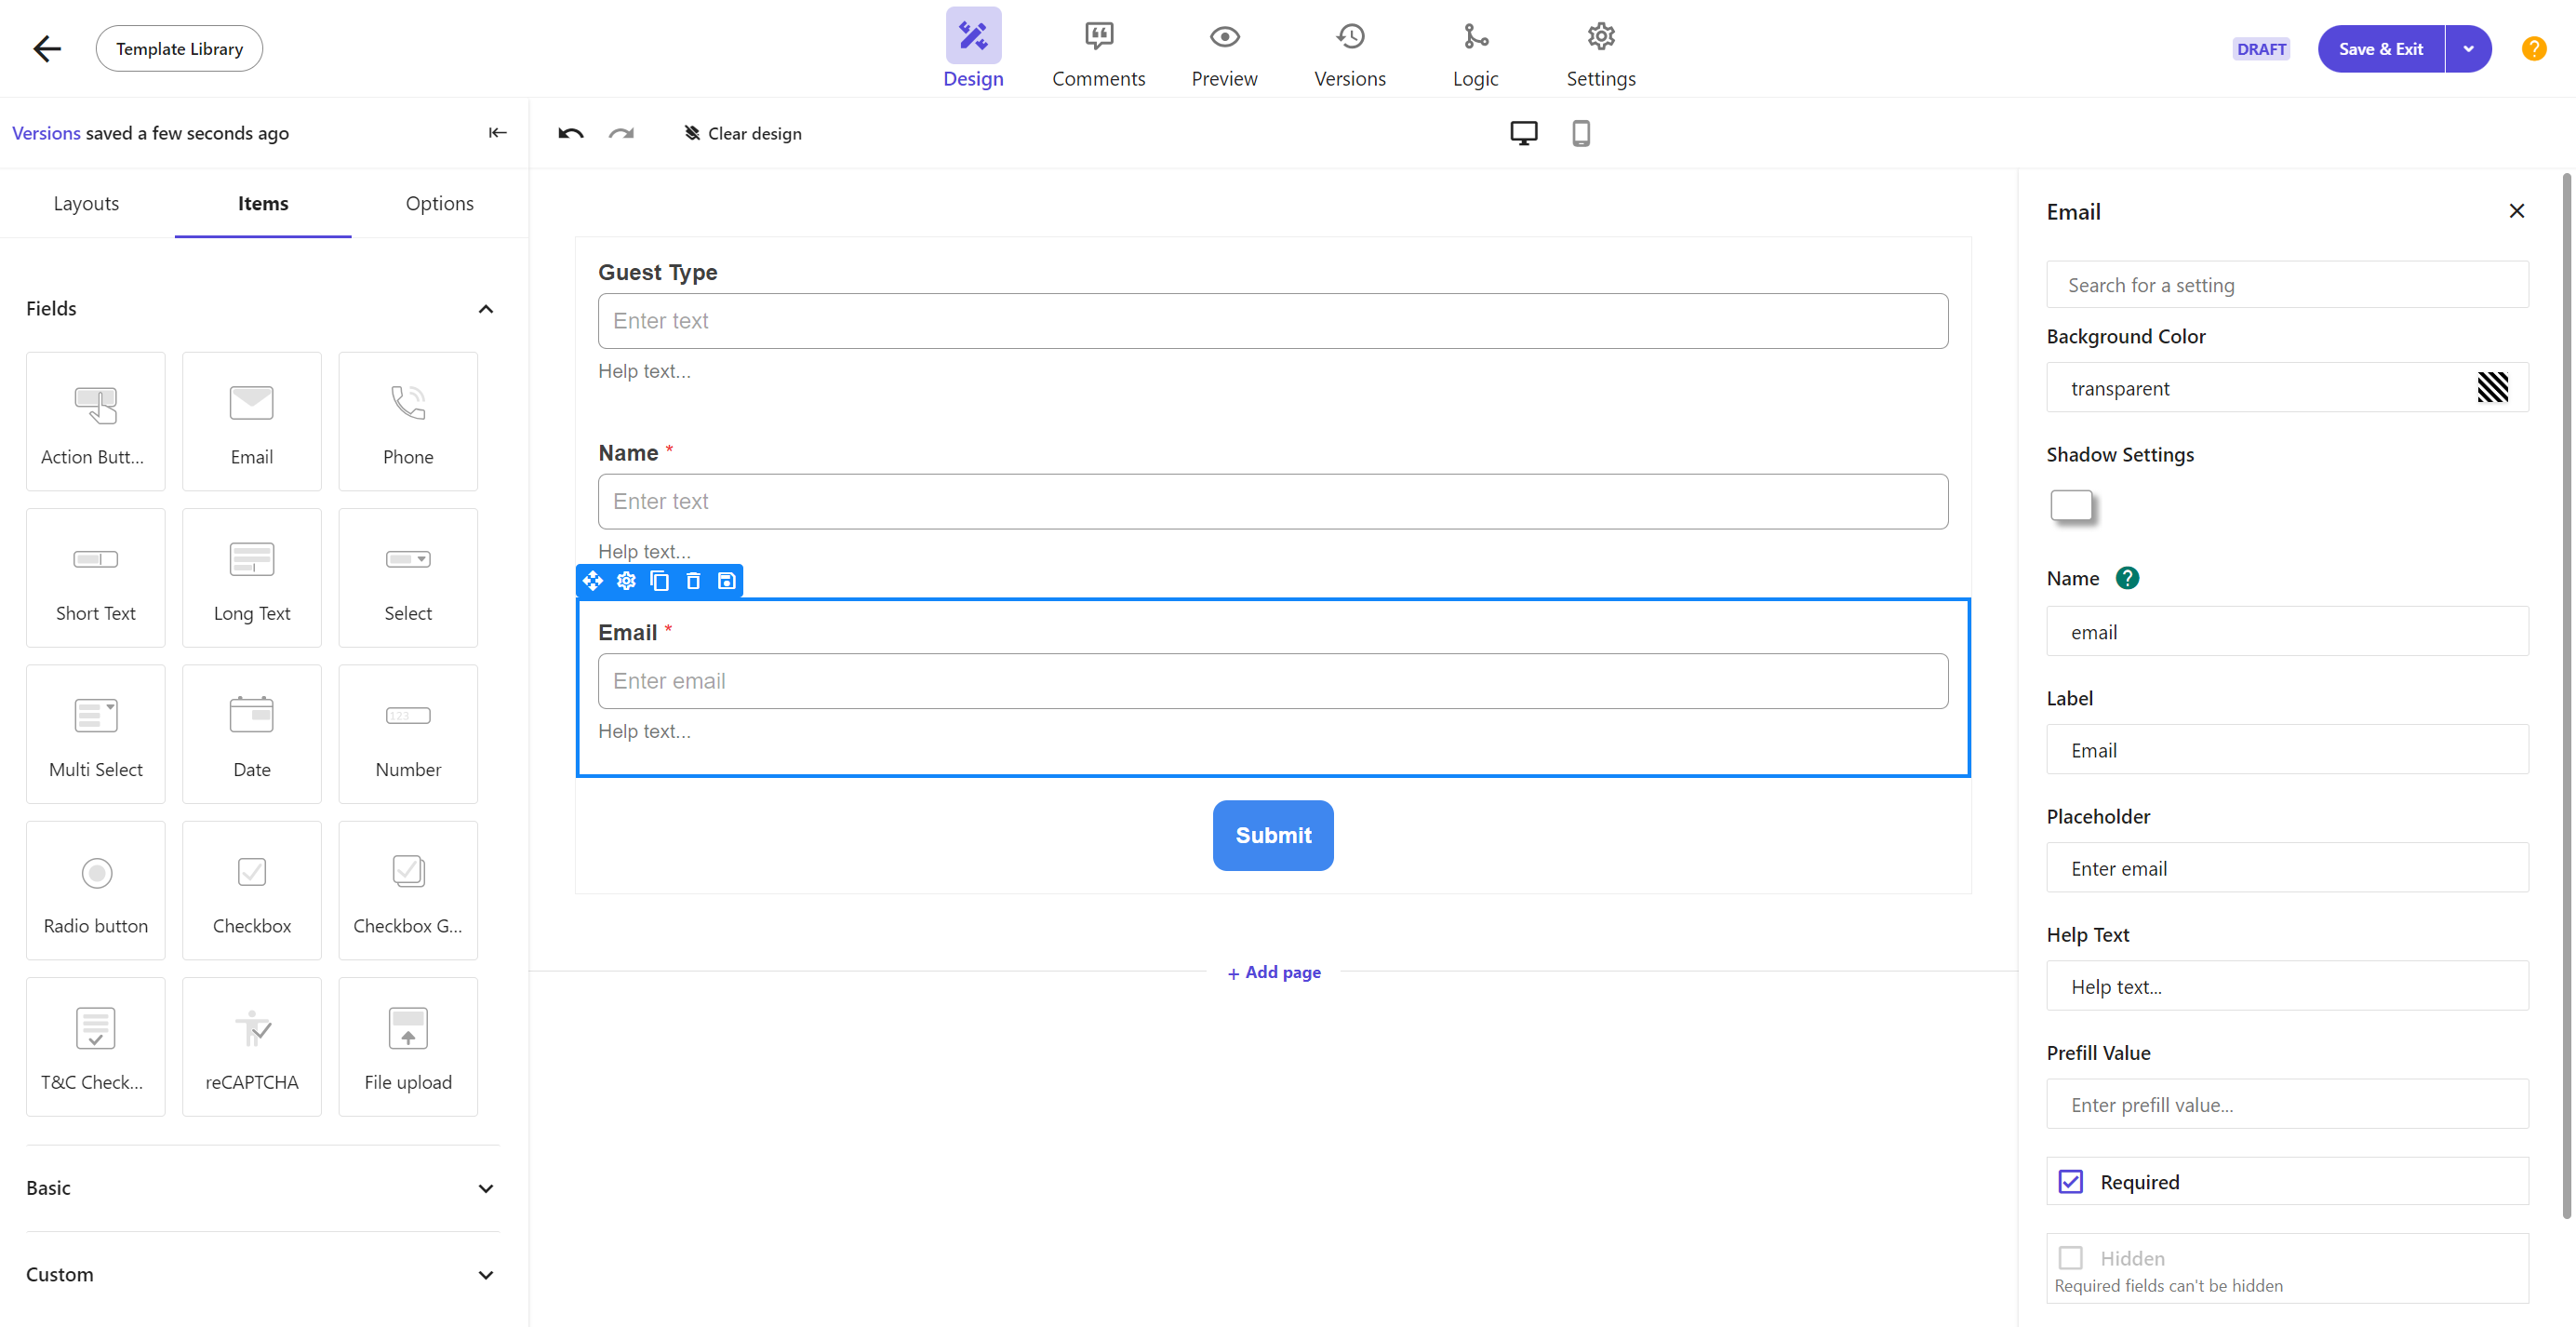 Template Library
Design
Comments
Preview
Versions
Logic
Settings
DRAFT
Save & Exit
?
Versions saved a few seconds ago
Clear design
Layouts
Items
Options
Fields
Action Butt...
Email
Phone
Short Text
Long Text
Select
Multi Select
Date
123
Number
Radio button
Checkbox
Checkbox G...
T&C Check...
reCAPTCHA
File upload
Basic
Custom
Guest Type
Enter text
Help text...
Name *
Enter text
Help text...
Email *
Enter email
Help text...
Submit
+ Add page
Email
Search for a setting
Background Color
transparent
Shadow Settings
Name ?
email
Label
Email
Placeholder
Enter email
Help Text
Help text...
Prefill Value
Enter prefill value...
Required
Hidden
Required fields can't be hidden